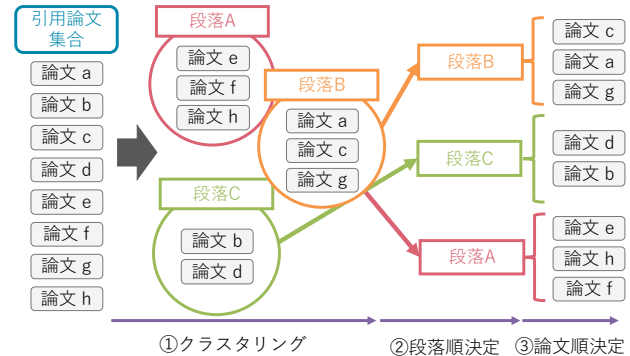 引用論文
集合
論文 a
論文 b
論文 c
論文 d
論文 e
論文 f
論文 g
論文 h
段落A
論文 e
論文 f
論文 h
段落B
論文 a
論文 c
論文 g
段落C
論文 b
論文 d
段落B
論文 c
論文 a
論文 g
段落C
論文 d
論文 b
段落A
論文 e
論文 h
論文 f
①クラスタリング
②段落順決定
③論文順決定